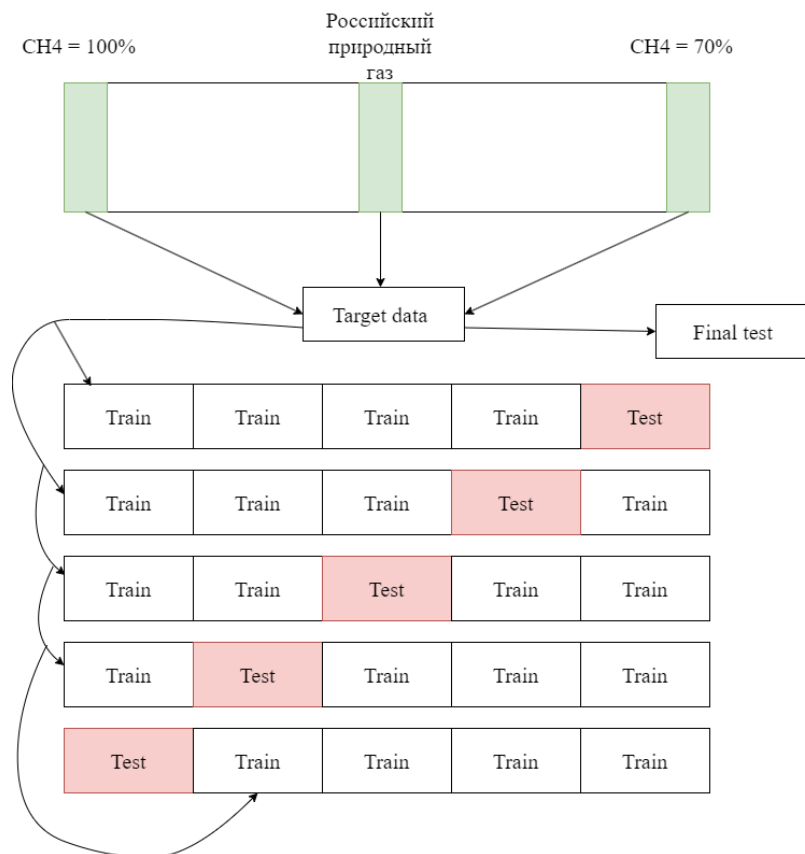 CH4 = 100%
Российский
природный
газ
CH4 = 70%
Target data
Final test
Train Train Train Train Test
Train Train Train Test Train
Train Train Test Train Train
Train Test Train Train Train
Test Train Train Train Train